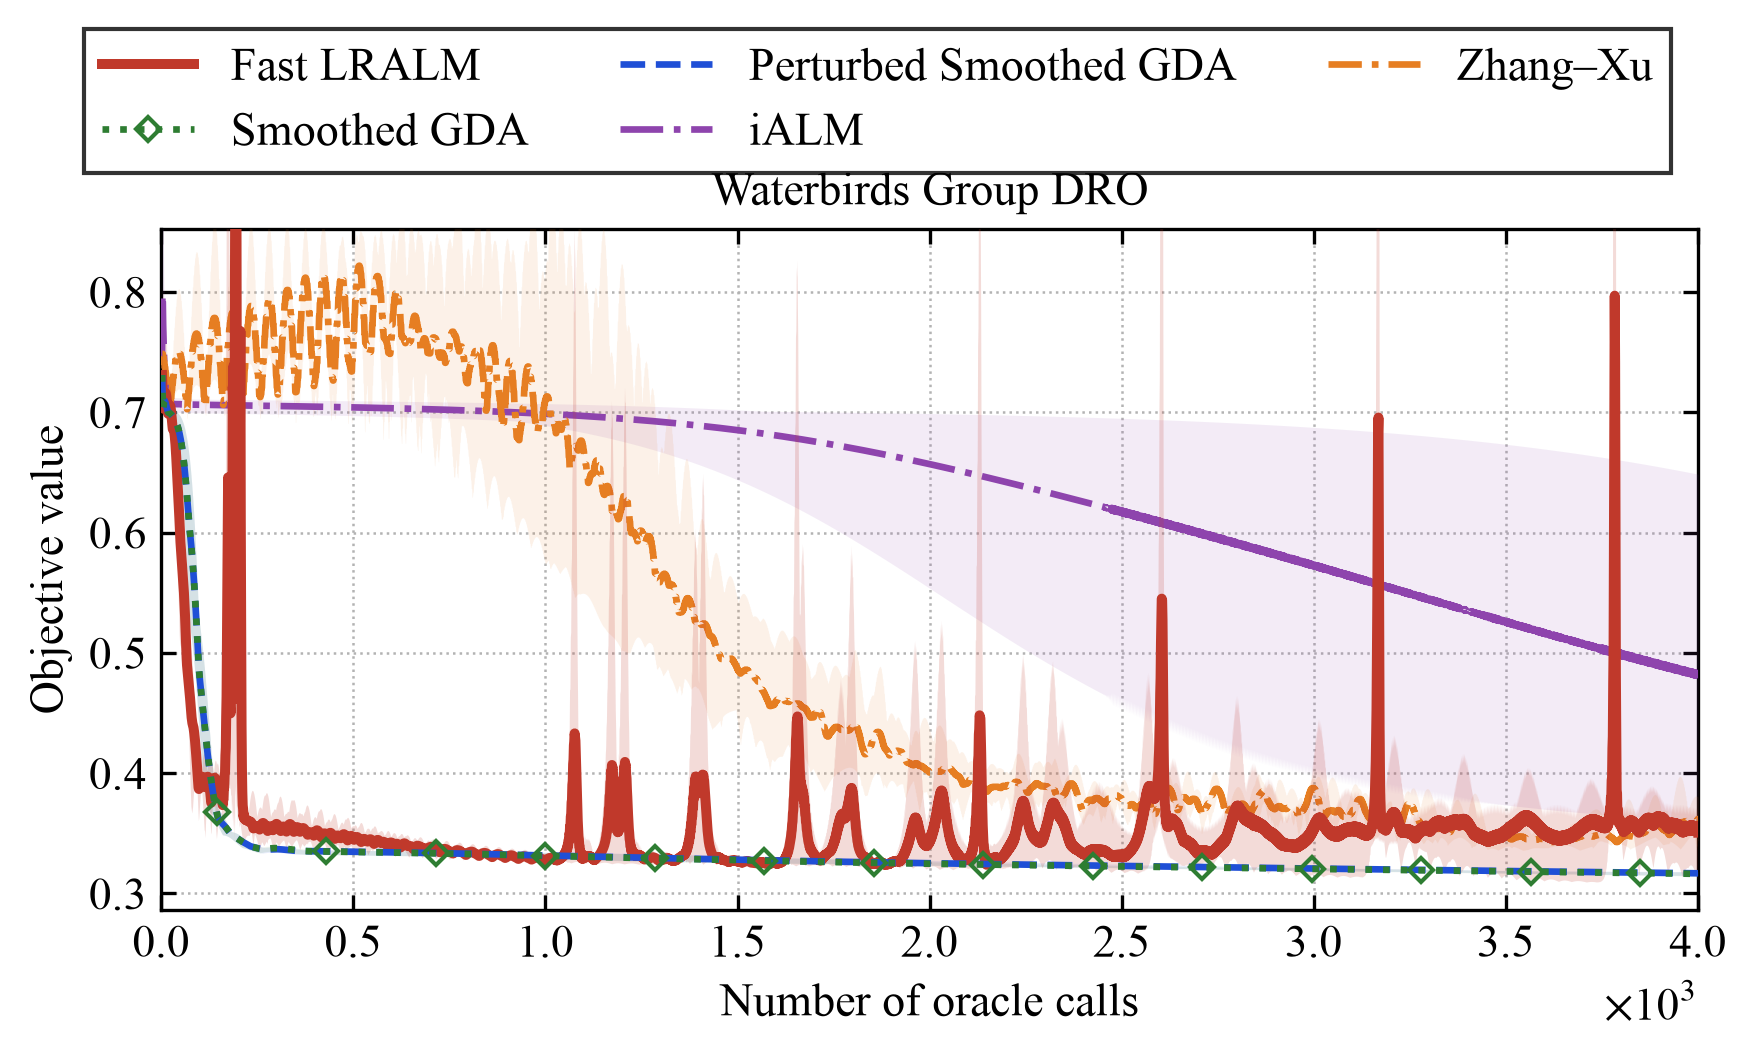 Fast LRALM
Perturbed Smoothed GDA
Zhang–Xu
Smoothed GDA
iALM
Waterbirds Group DRO
Objective value
0.8
0.7
0.6
0.5
0.4
0.3
0.0 0.5 1.0 1.5 2.0 2.5 3.0 3.5 4.0
Number of oracle calls
×10³